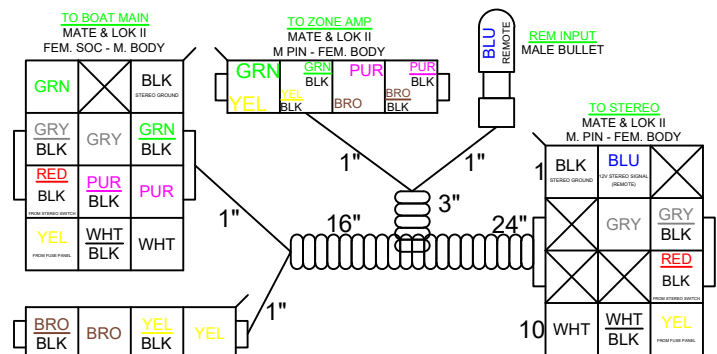 TO BOAT MAIN
MATE & LOK II
FEM. SOC - M. BODY
GRN
BLK
STEREO GROUND
GRY
BLK
GRY
GRN
BLK
RED
BLK
FROM STEREO SWITCH
PUR
BLK
PUR
YEL
FROM FUSE PANEL
WHT
BLK
WHT
TO ZONE AMP
MATE & LOK II
M PIN - FEM. BODY
GRN
GRN
BLK
PUR
PUR
BLK
YEL
YEL
BLK
BRO
BRO
BLK
BLU
REMOTE
REM INPUT
MALE BULLET
TO STEREO
MATE & LOK II
M. PIN - FEM. BODY
1
BLK
STEREO GROUND
BLU
12V STEREO SIGNAL
(REMOTE)
GRY
GRY
BLK
RED
BLK
FROM STEREO SWITCH
10
WHT
WHT
BLK
YEL
FROM FUSE PANEL
1"
1"
3"
1"
16"
24"
1"
BRO
BLK
BRO
YEL
BLK
YEL